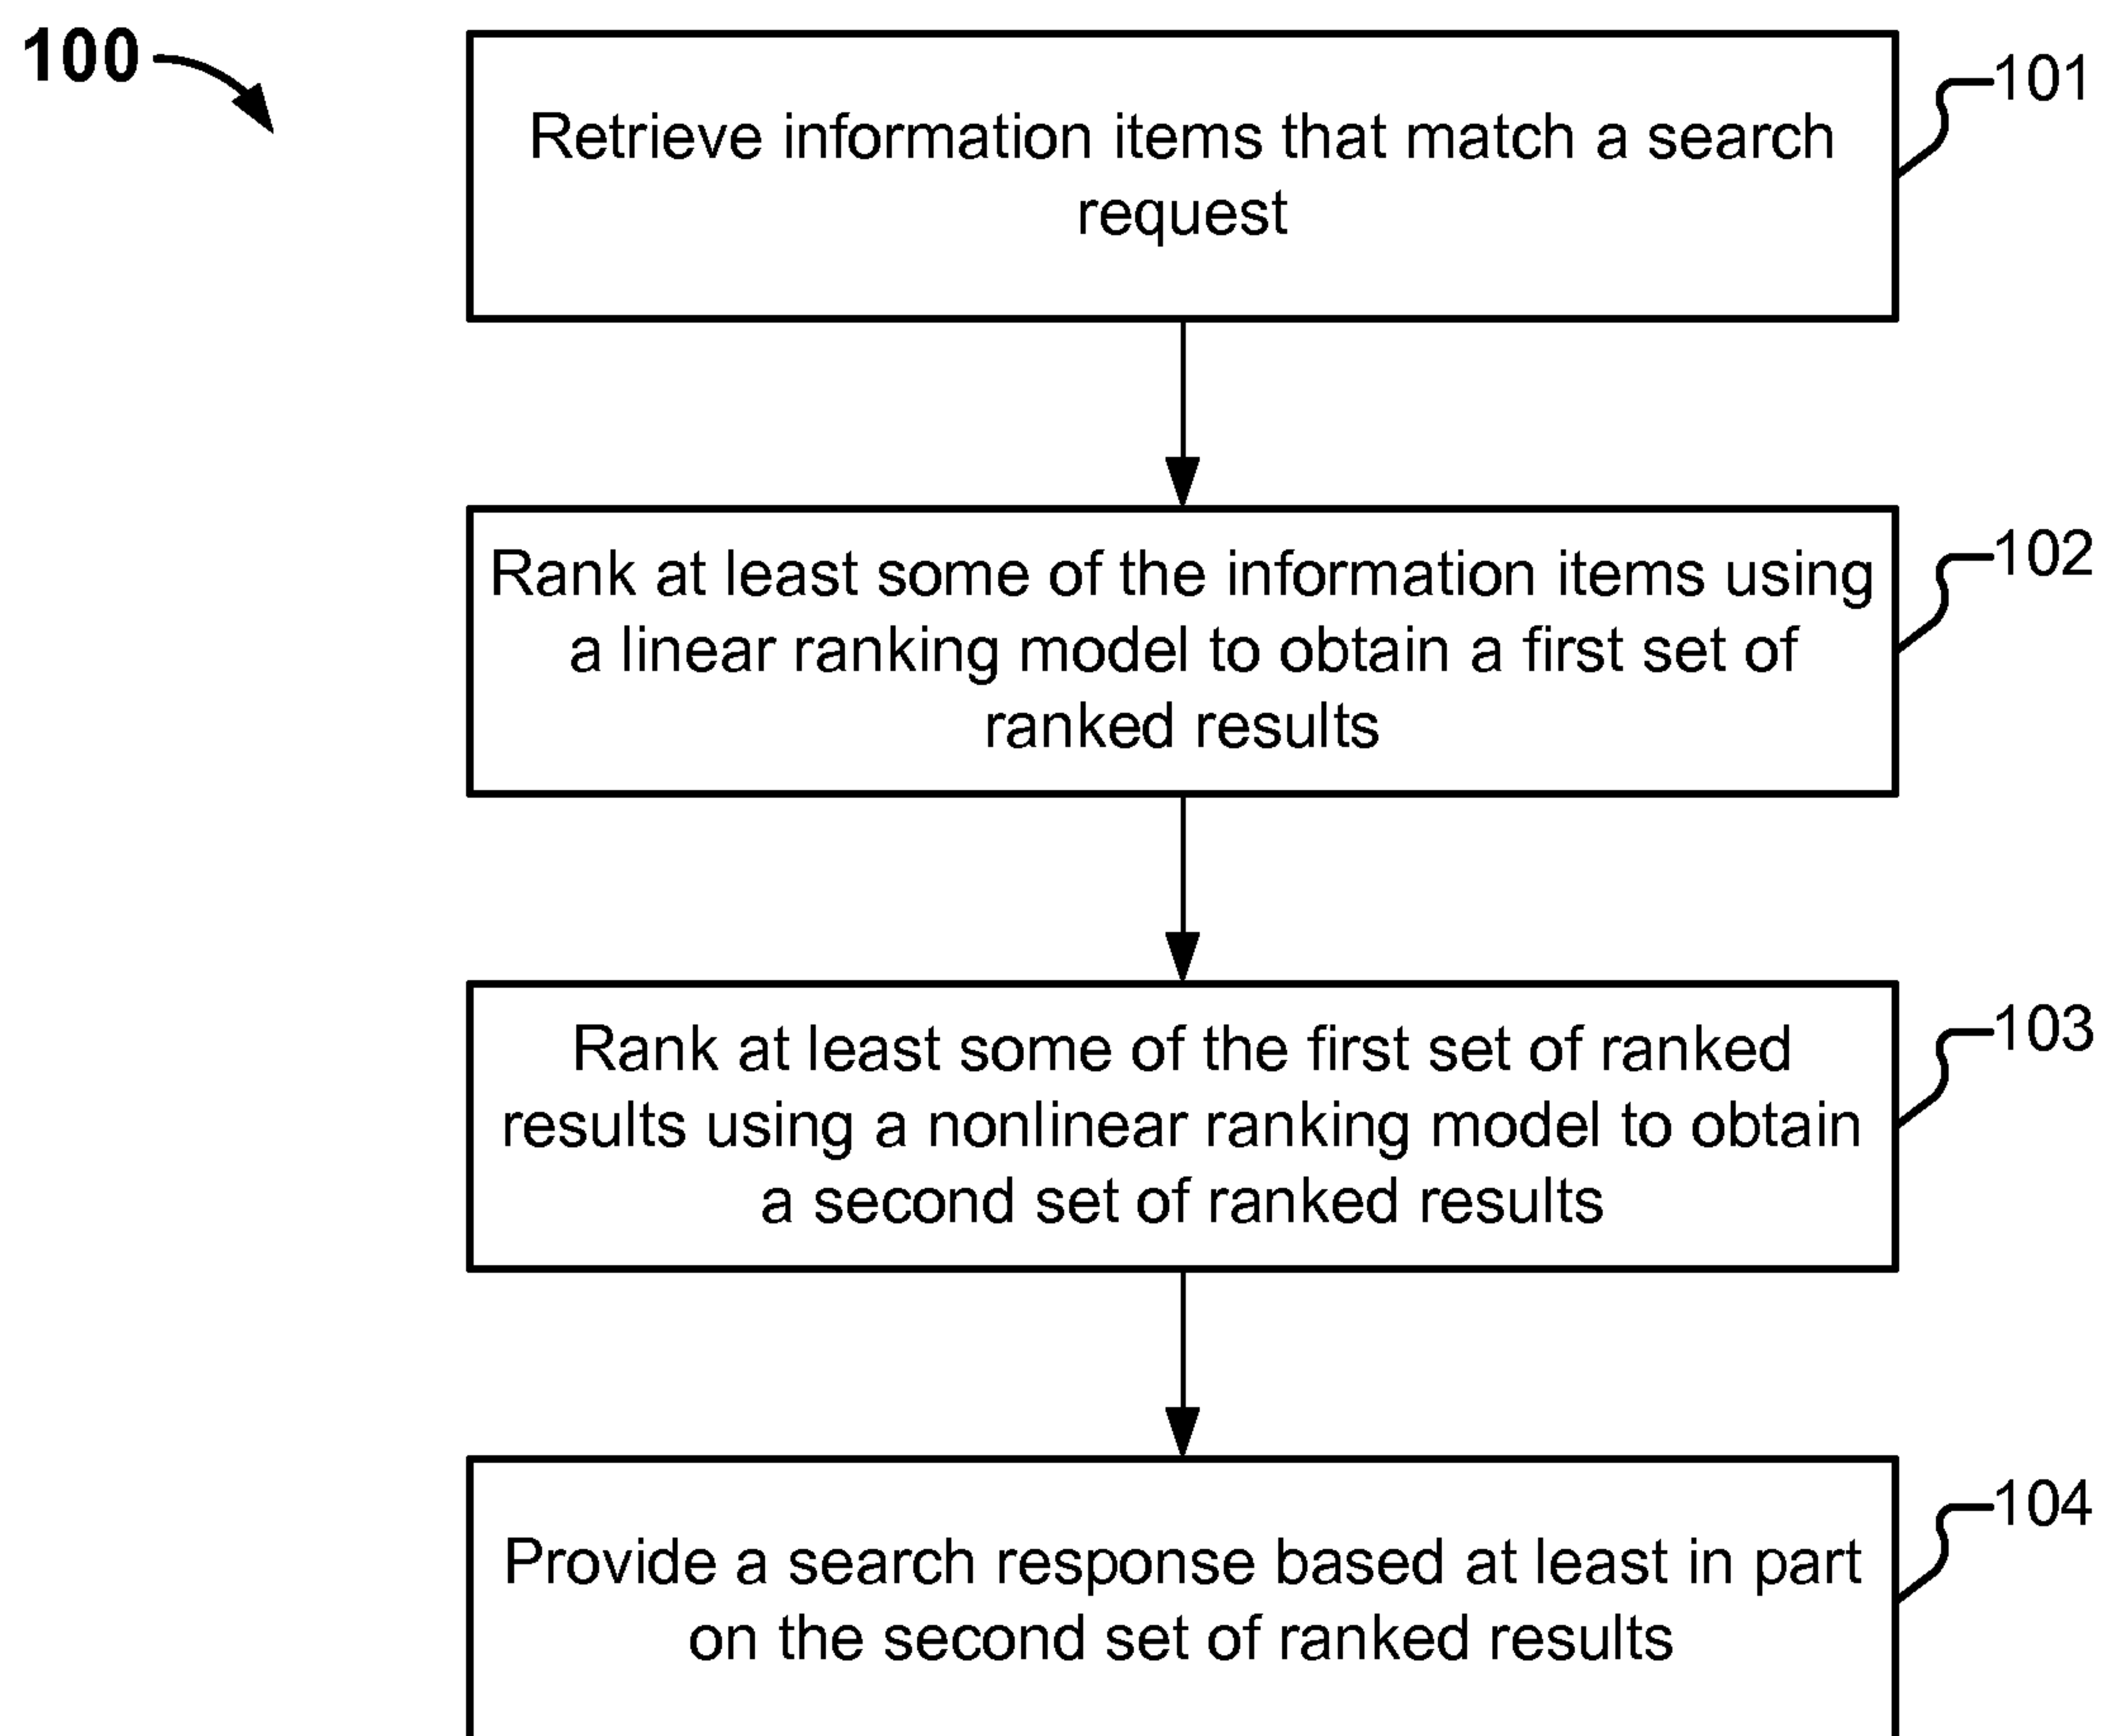 100
101
Retrieve information items that match a search
request
102
Rank at least some of the information items using
a linear ranking model to obtain a first set of
ranked results
103
Rank at least some of the first set of ranked
results using a nonlinear ranking model to obtain
a second set of ranked results
104
Provide a search response based at least in part
on the second set of ranked results